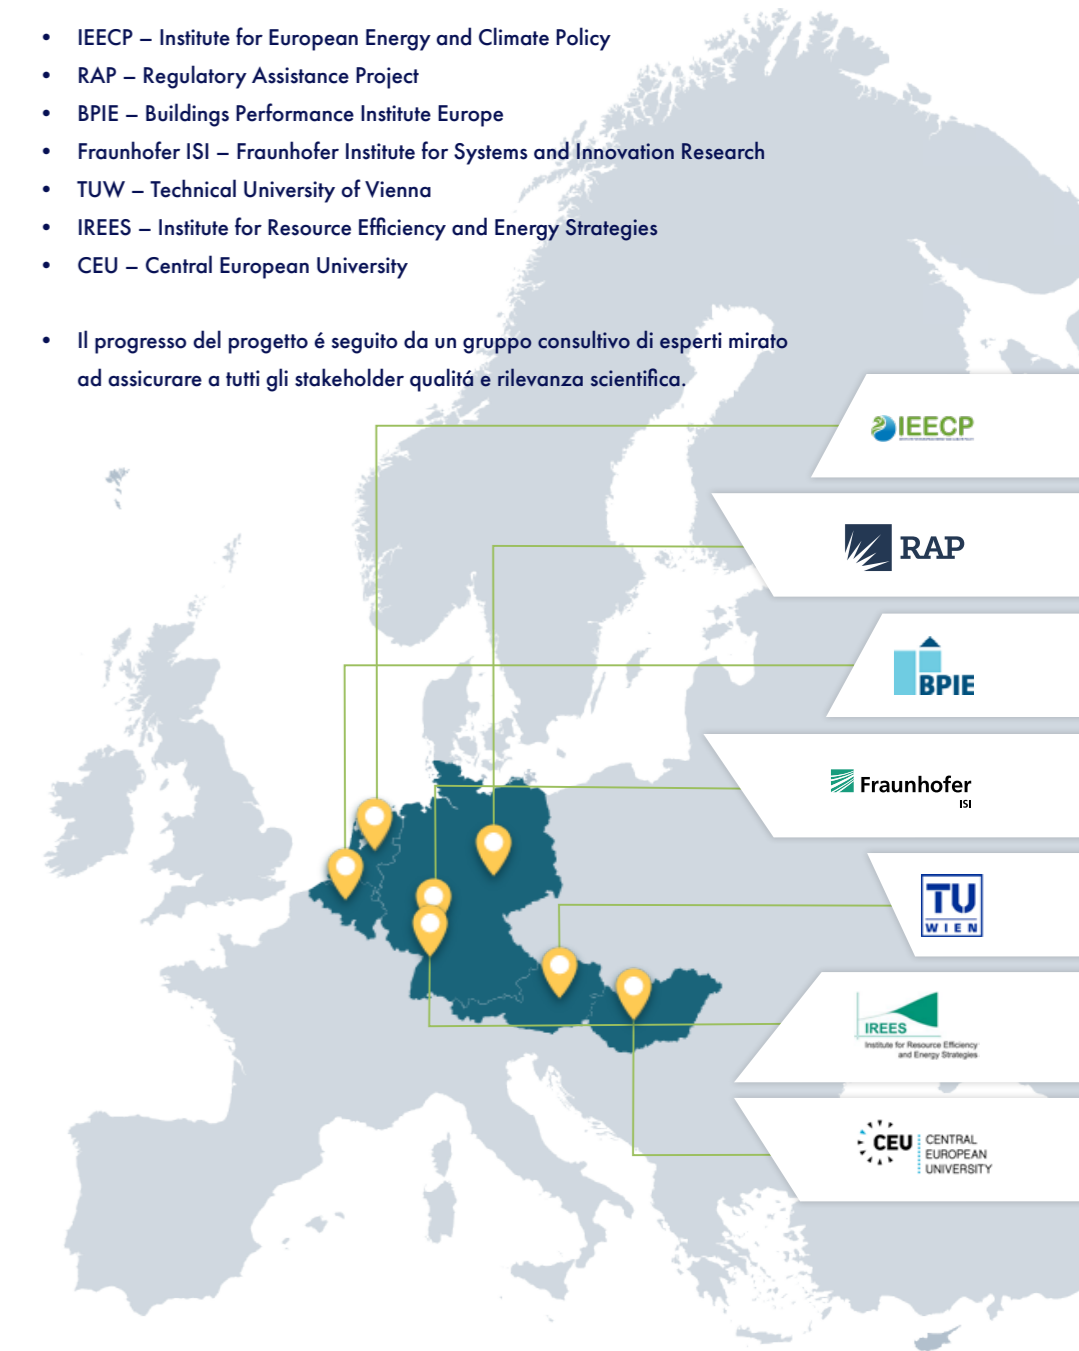 • IEECP – Institute for European Energy and Climate Policy
• RAP – Regulatory Assistance Project
• BPIE – Buildings Performance Institute Europe
• Fraunhofer ISI – Fraunhofer Institute for Systems and Innovation Research
• TUW – Technical University of Vienna
• IREES – Institute for Resource Efficiency and Energy Strategies
• CEU – Central European University
• Il progresso del progetto é seguito da un gruppo consultivo di esperti mirato
ad assicurare a tutti gli stakeholder qualitá e rilevanza scientifica.
IEECP
RAP
BPIE
Fraunhofer
ISI
TU
WIEN
IREES
Institute for Resource Efficiency
and Energy Strategies
CEU
CENTRAL
EUROPEAN
UNIVERSITY